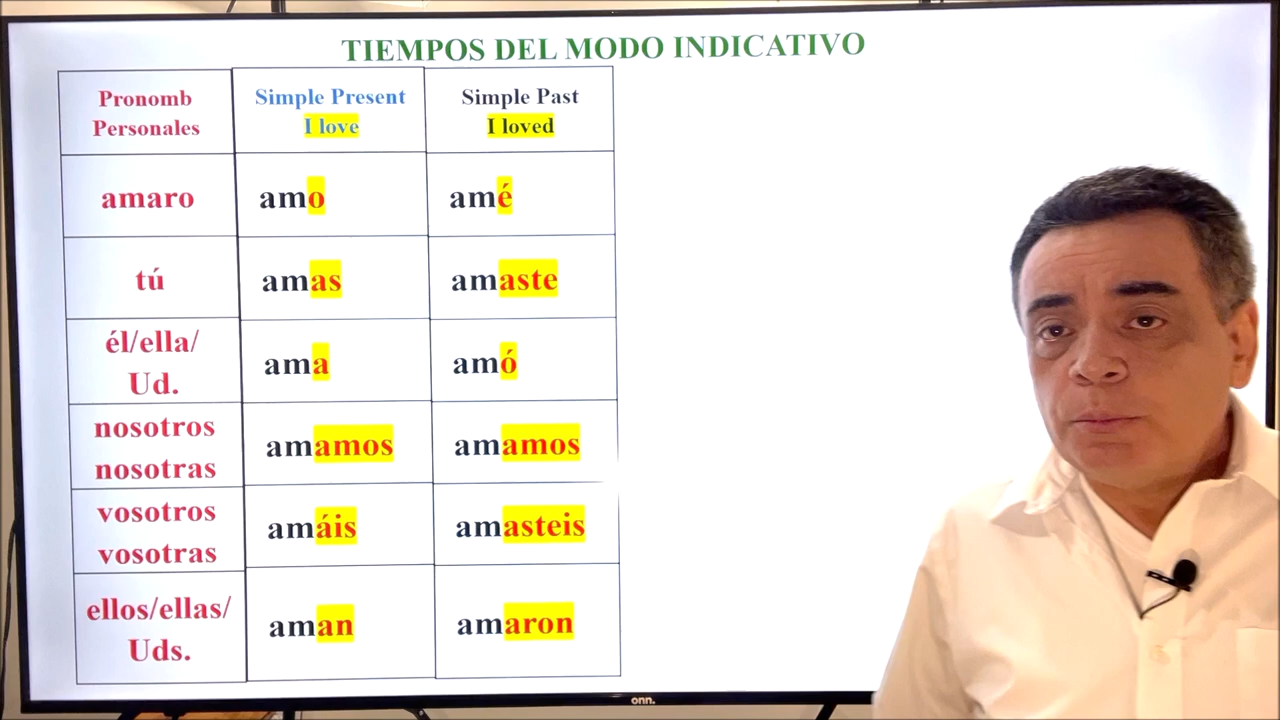 TIEMPOS DEL MODO INDICATIVO
Pronomb
Personales
Simple Present
I love
Simple Past
I loved
amaro
amo
amé
tú
amas
amaste
él/ella/
Ud.
ama
amó
nosotros
nosotras
amamos
amamos
vosotros
vosotras
amáis
amasteis
ellos/ellas/
Uds.
aman
amaron
onn.